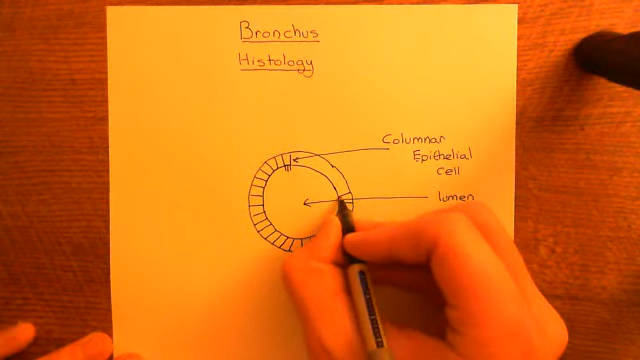 Bronchus
Histology
Columnar
Epithelial
Cell
lumen